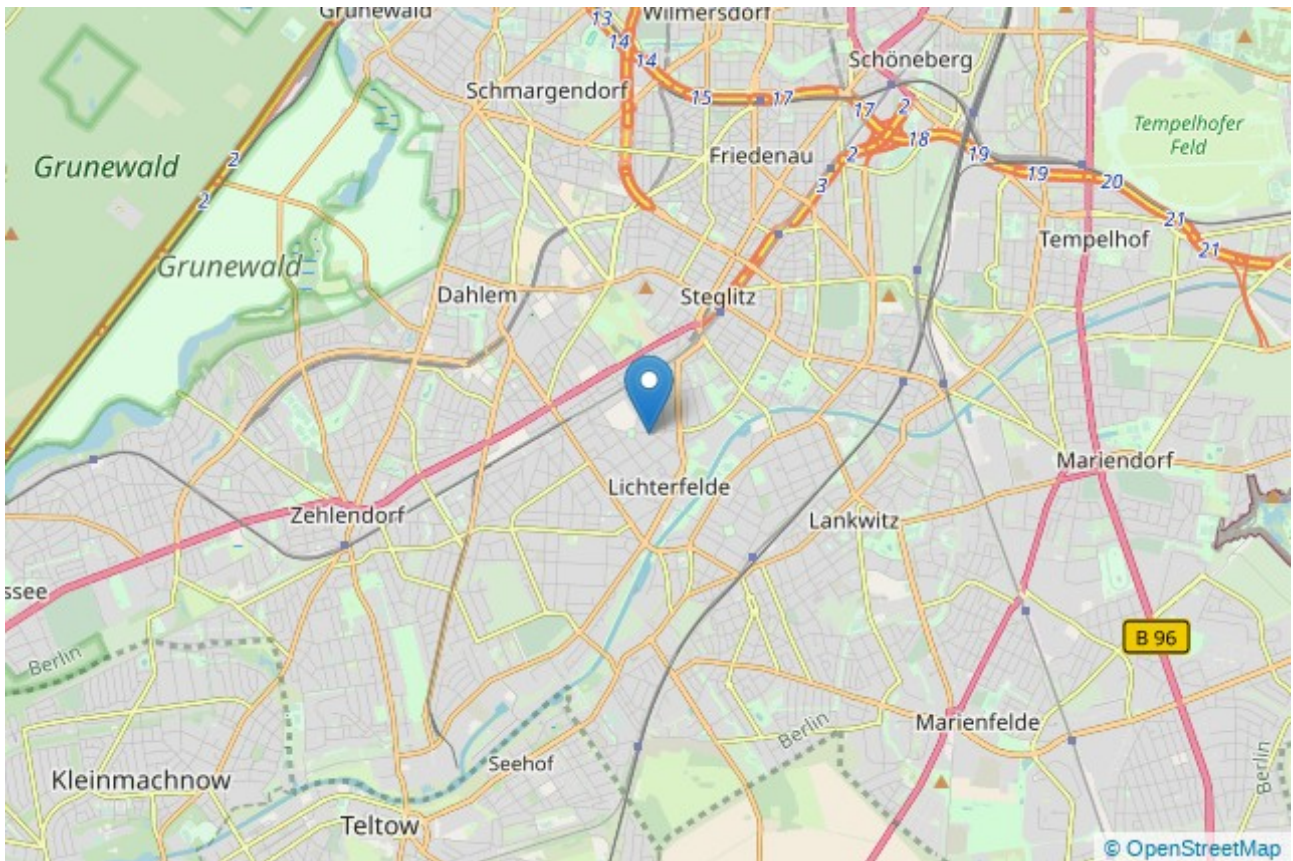 Grunewald
Wilmersdorf
13
14
14
Schöneberg
Schmargendorf
15
17
17
2
Tempelhofer
Feld
18
Grunewald
2
Friedenau
2
19
19
20
3
2
21
Tempelhof
21
Grunewald
Dahlem
Steglitz
Mariendorf
Lichterfelde
Zehlendorf
Lankwitz
ssee
B 96
Berlin
Marienfelde
Berlin
Seehof
Berlin
Kleinmachnow
Teltow
© OpenStreetMap